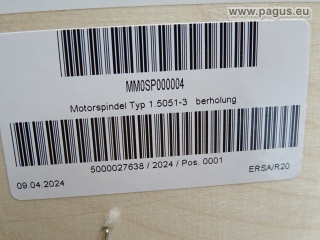 www.pagus.eu
MM0SP000004
Motorspindel Typ 1.5051-3 berholung
5000027638 / 2024 / Pos. 0001
09.04.2024 ERSA/R20